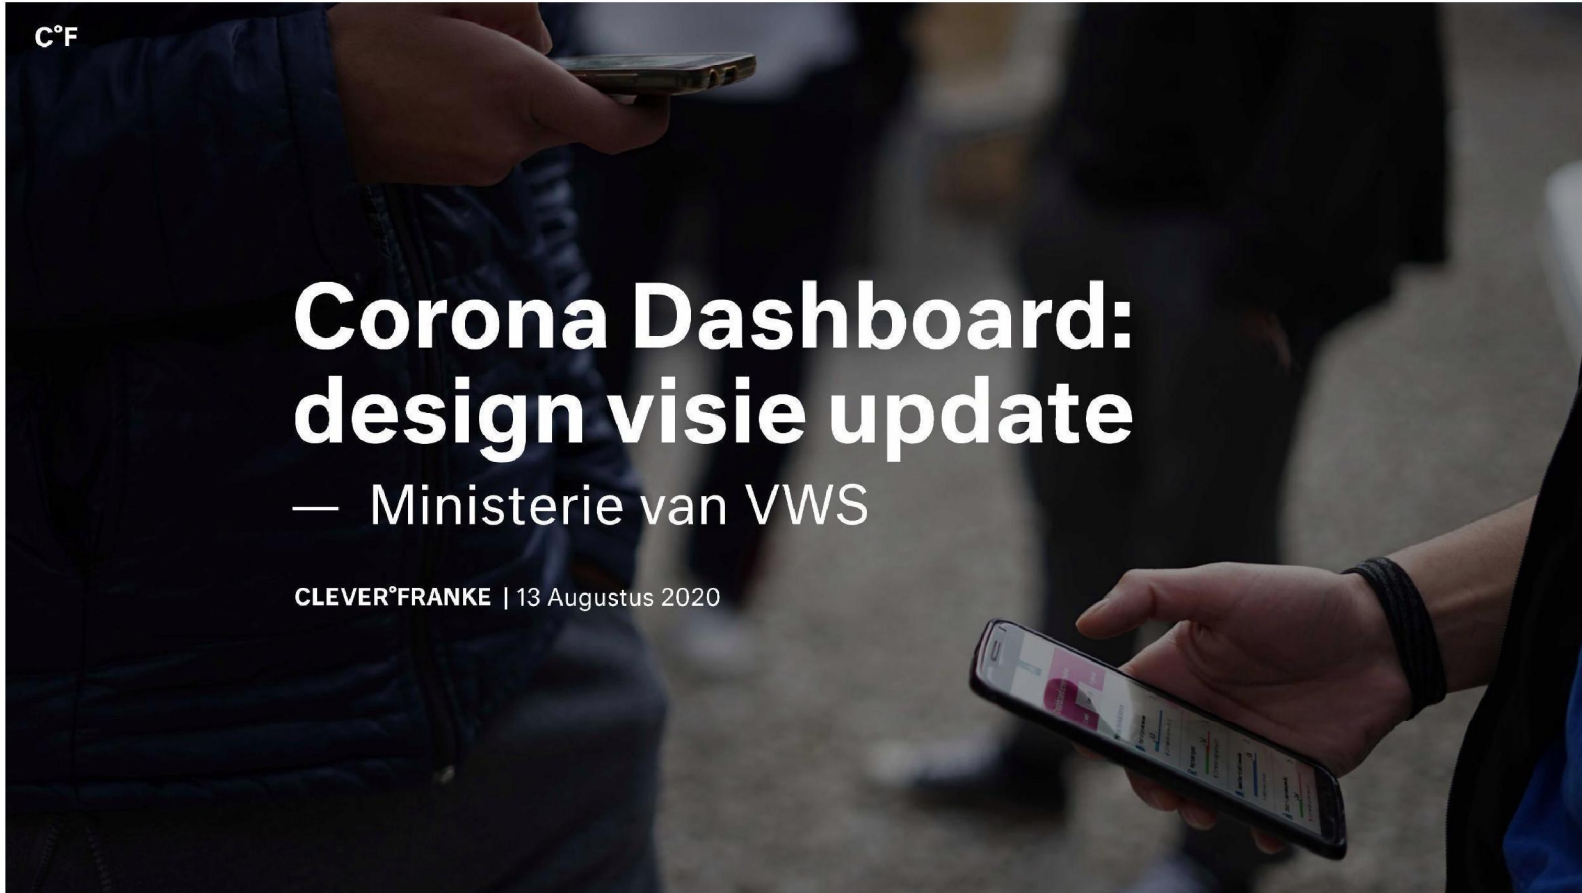 C°F
Corona Dashboard:
design visie update
— Ministerie van VWS
CLEVER°FRANKE | 13 Augustus 2020